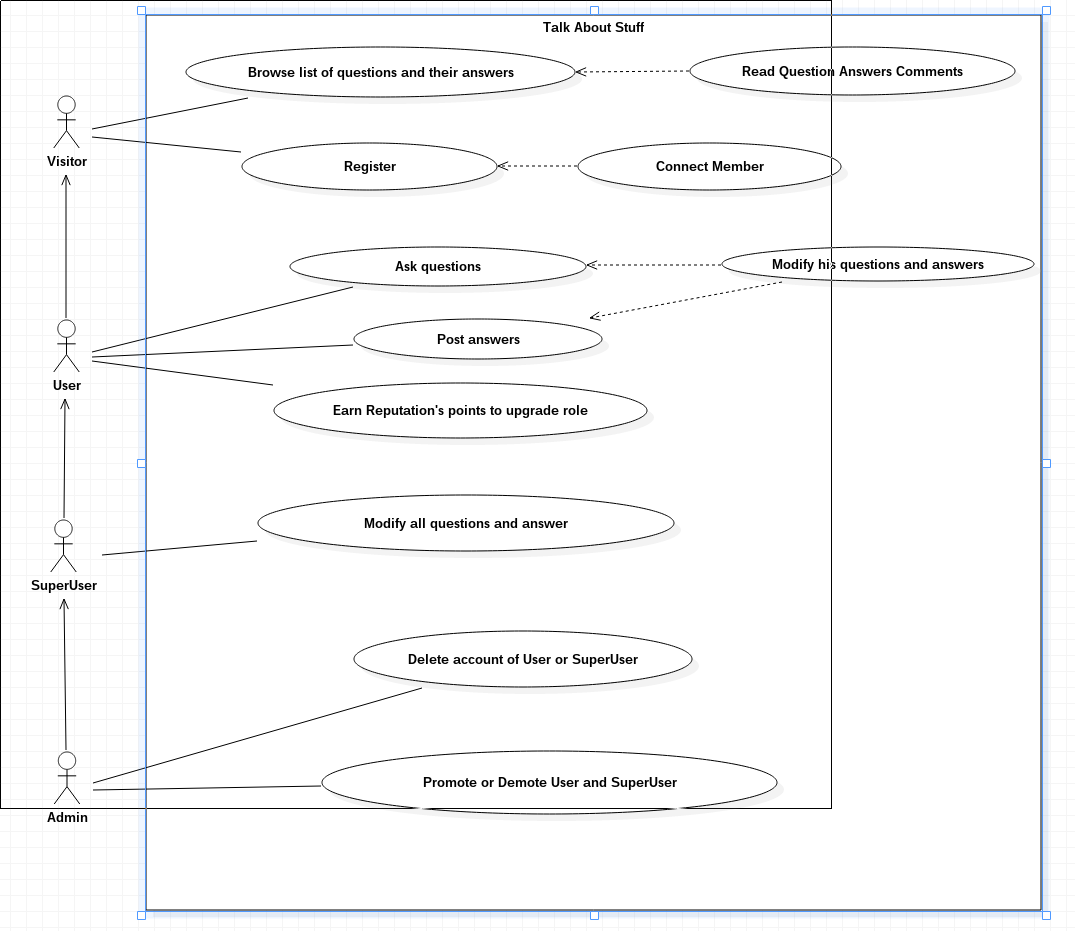 Talk About Stuff
Browse list of questions and their answers
Read Question Answers Comments
Visitor
Register
Connect Member
Ask questions
Modify his questions and answers
Post answers
User
Earn Reputation's points to upgrade role
Modify all questions and answer
SuperUser
Delete account of User or SuperUser
Promote or Demote User and SuperUser
Admin